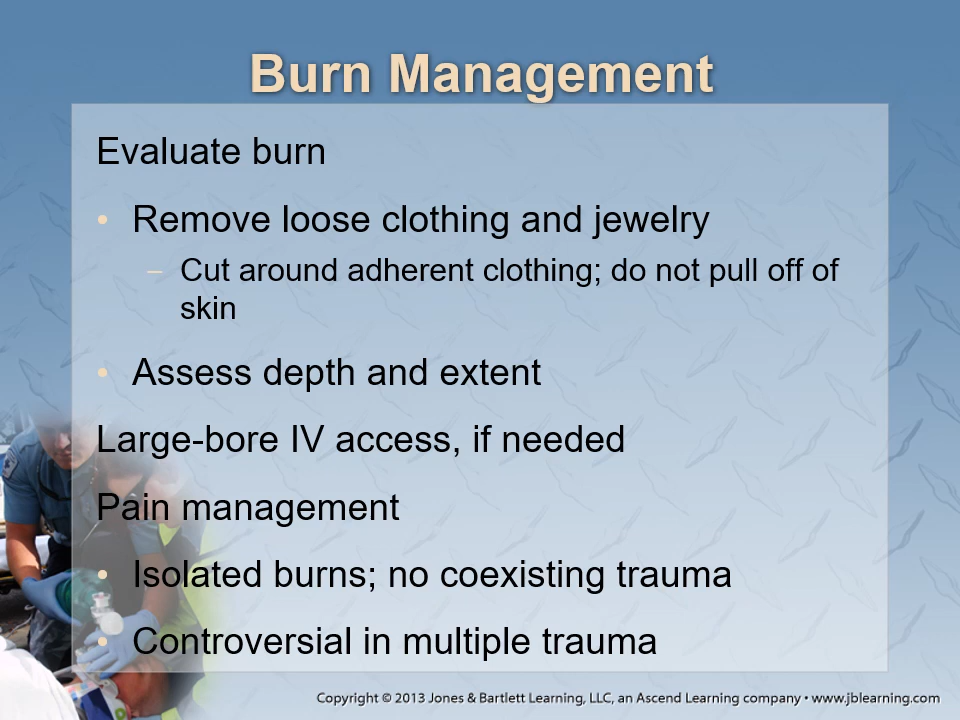 Burn Management
Evaluate burn
• Remove loose clothing and jewelry
– Cut around adherent clothing; do not pull off of
skin
• Assess depth and extent
Large-bore IV access, if needed
Pain management
• Isolated burns; no coexisting trauma
• Controversial in multiple trauma
Copyright © 2013 Jones & Bartlett Learning, LLC, an Ascend Learning company • www.jblearning.com